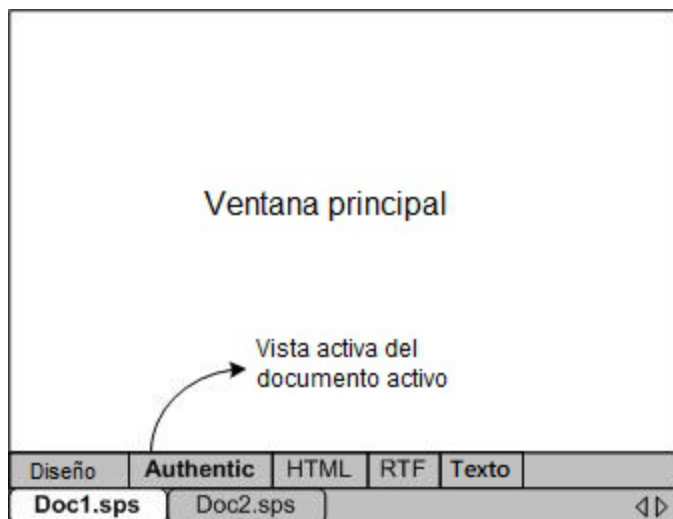 Ventana principal
Vista activa del
documento activo
Diseño Authentic HTML RTF Texto
Doc1.sps Doc2.sps